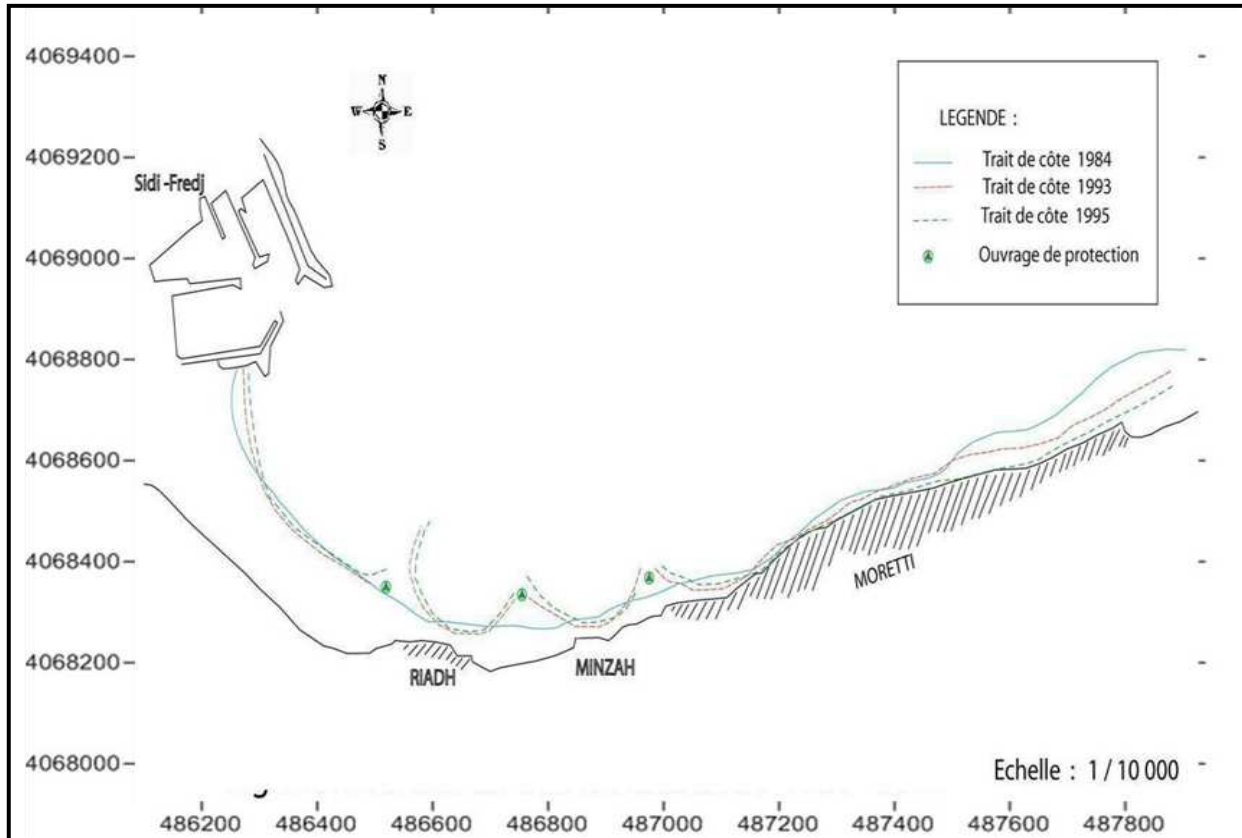 4069400
4069200
4069000
4068800
4068600
4068400
4068200
4068000
N
W E
S
Sidi -Fredj
LEGENDE :
Trait de côte 1984
Trait de côte 1993
Trait de côte 1995
Ouvrage de protection
MORETTI
RIADH
MINZAH
Echelle : 1 / 10 000
486200 486400 486600 486800 487000 487200 487400 487600 487800